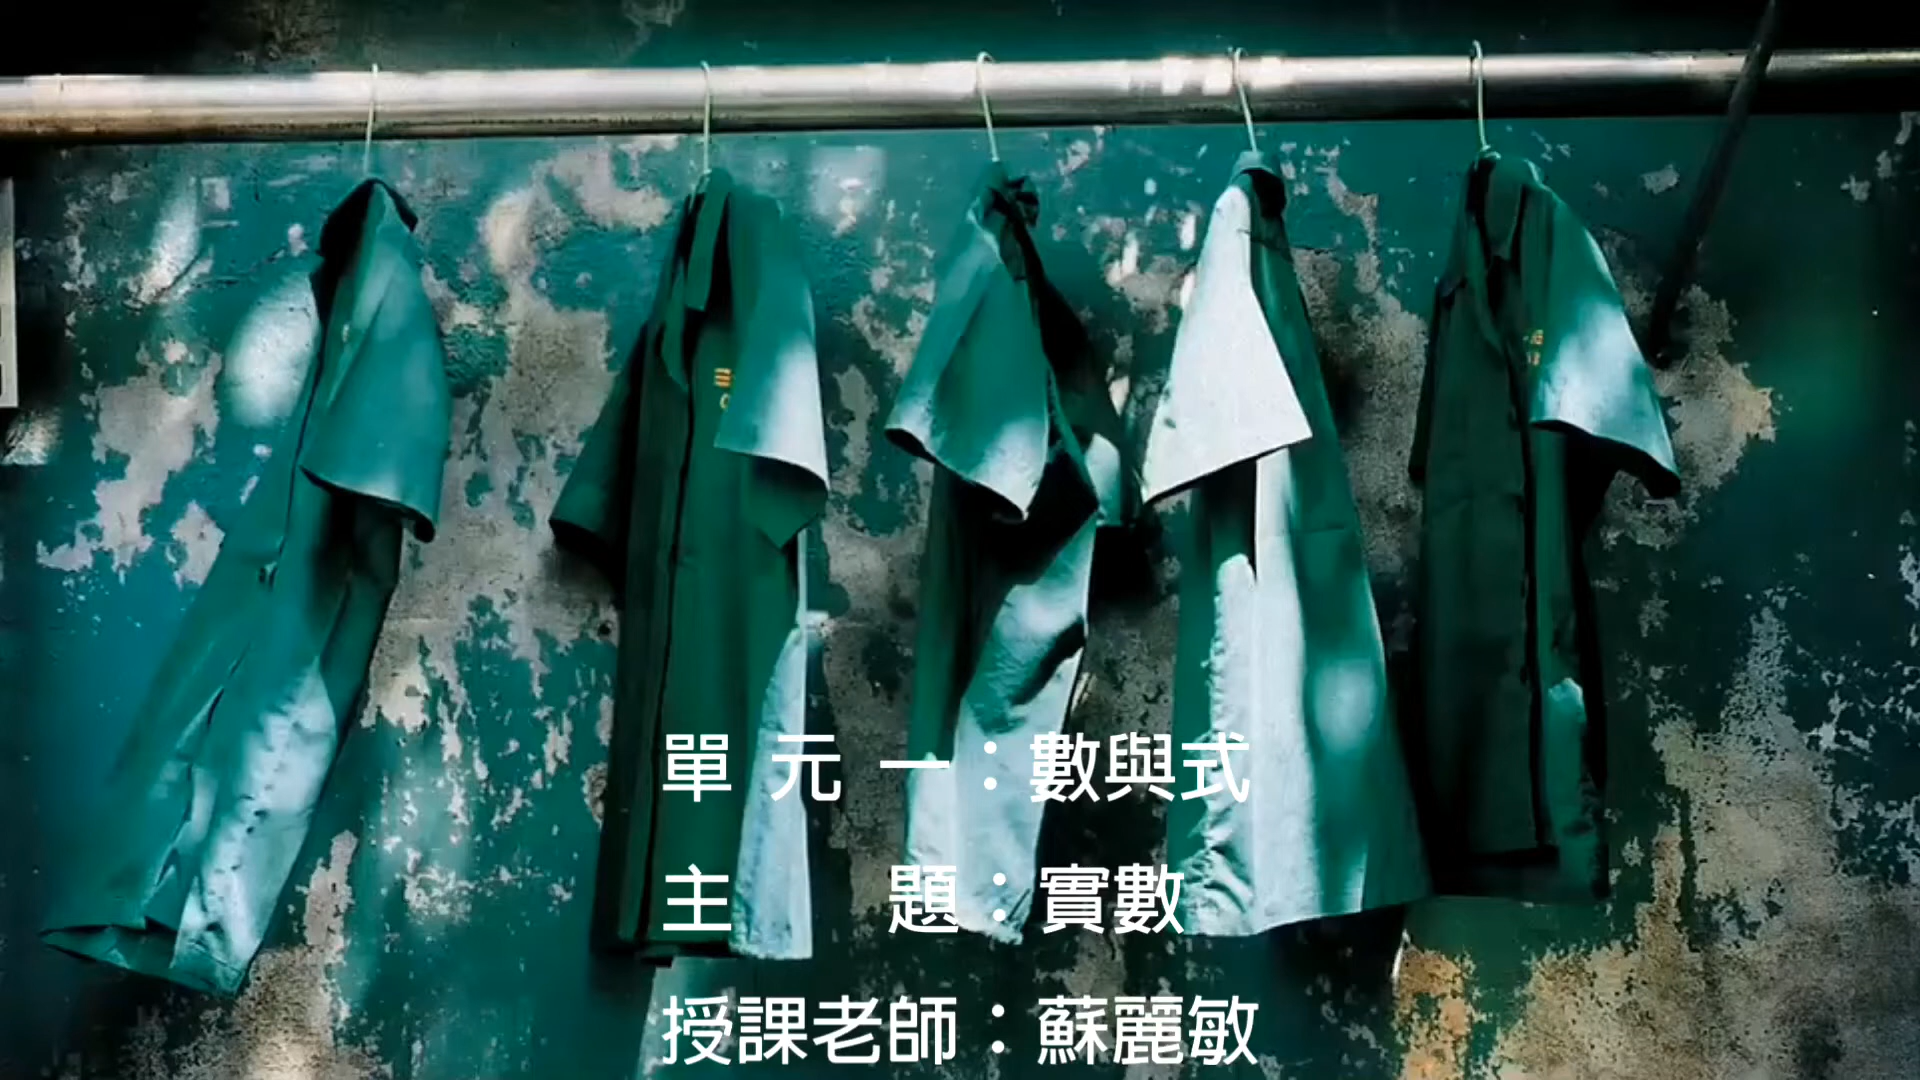 單 元 一：數與式
主 題：實數
授課老師：蘇麗敏